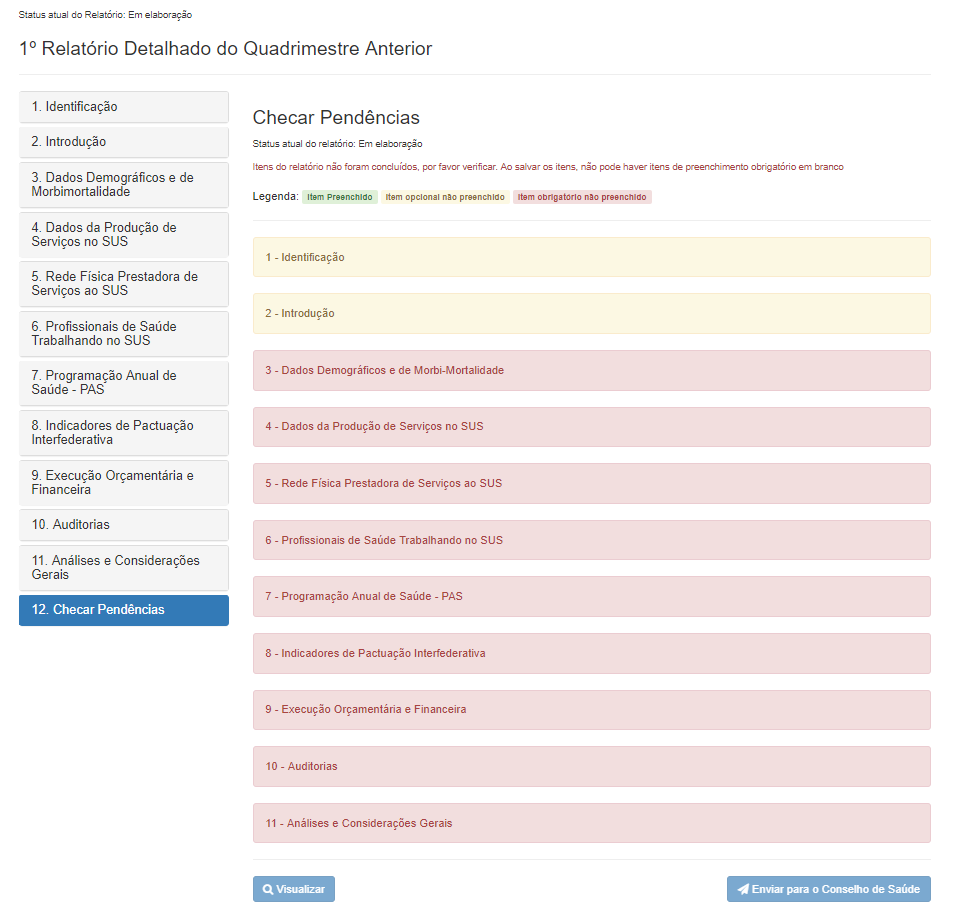 Status atual do Relatório: Em elaboração
1º Relatório Detalhado do Quadrimestre Anterior
1. Identificação
2. Introdução
3. Dados Demográficos e de
Morbimortalidade
4. Dados da Produção de
Serviços no SUS
5. Rede Física Prestadora de
Serviços ao SUS
6. Profissionais de Saúde
Trabalhando no SUS
7. Programação Anual de
Saúde - PAS
8. Indicadores de Pactuação
Interfederativa
9. Execução Orçamentária e
Financeira
10. Auditorias
11. Análises e Considerações
Gerais
12. Checar Pendências
Checar Pendências
Status atual do relatório: Em elaboração
Itens do relatório não foram concluídos, por favor verificar. Ao salvar os itens, não pode haver itens de preenchimento obrigatório em branco
Legenda: Item Preenchido Item opcional não preenchido Item obrigatório não preenchido
1 - Identificação
2 - Introdução
3 - Dados Demográficos e de Morbi-Mortalidade
4 - Dados da Produção de Serviços no SUS
5 - Rede Física Prestadora de Serviços ao SUS
6 - Profissionais de Saúde Trabalhando no SUS
7 - Programação Anual de Saúde - PAS
8 - Indicadores de Pactuação Interfederativa
9 - Execução Orçamentária e Financeira
10 - Auditorias
11 - Análises e Considerações Gerais
Visualizar
Enviar para o Conselho de Saúde